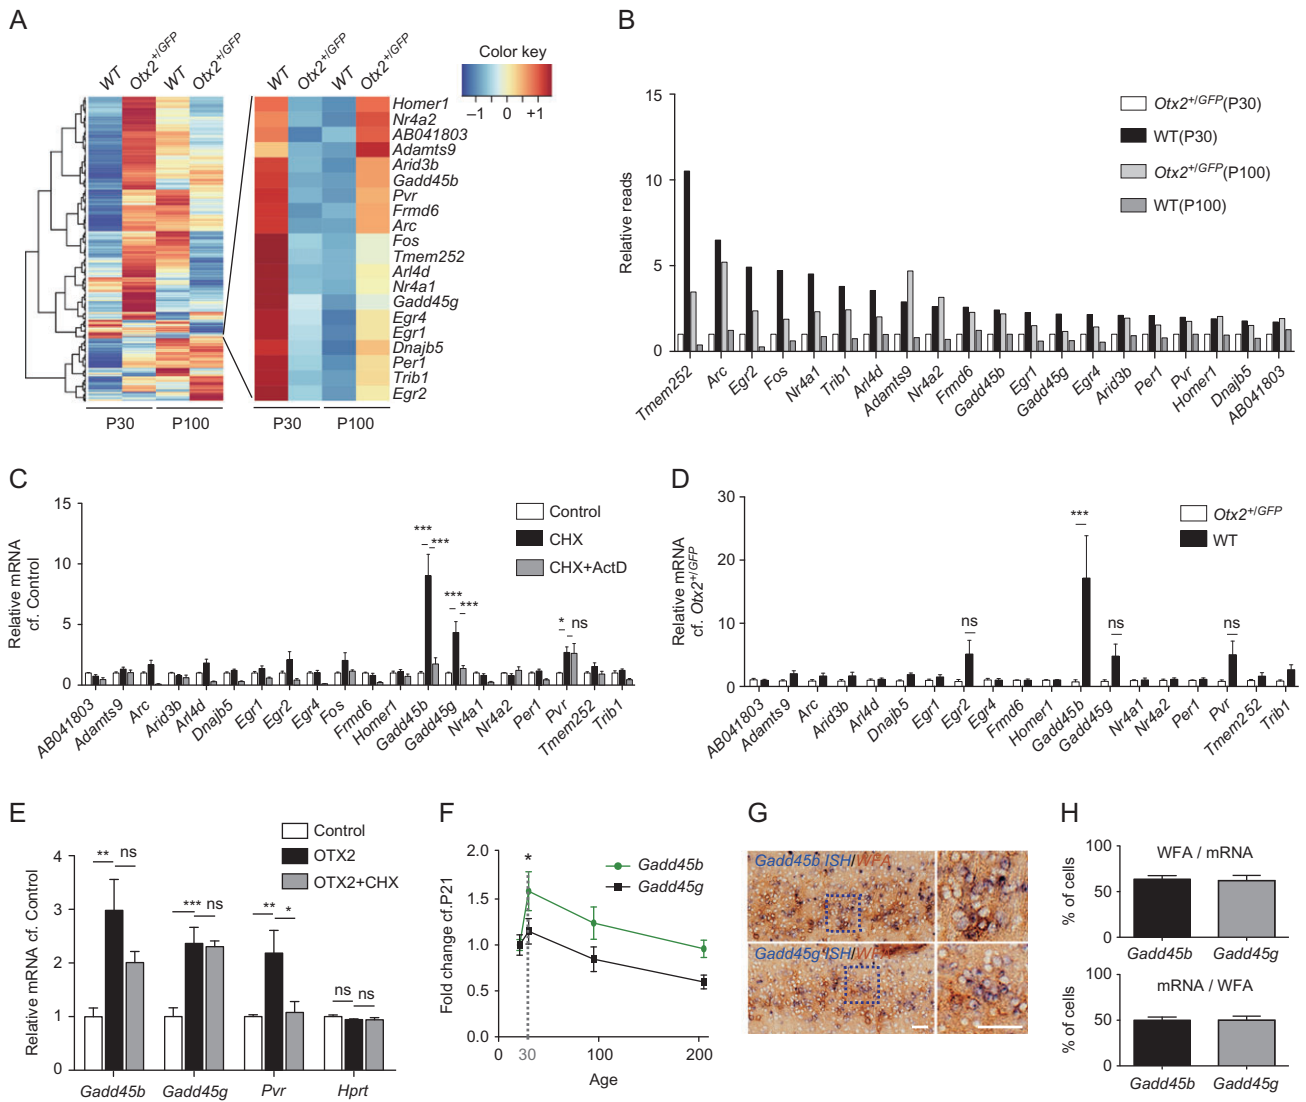 A
WT
Otx2+/GFP
WT
Otx2+/GFP
WT
Otx2+/GFP
WT
Otx2+/GFP
Color key
−1 0 +1
Homer1
Nr4a2
AB041803
Adamts9
Arid3b
Gadd45b
Pvr
Frmd6
Arc
Fos
Tmem252
Arl4d
Nr4a1
Gadd45g
Egr4
Egr1
Dnajb5
Per1
Trib1
Egr2
P30 P100
P30 P100
B
Relative reads
15
10
5
0
Otx2+/GFP(P30)
WT(P30)
Otx2+/GFP(P100)
WT(P100)
Tmem252 Arc Egr2 Fos Nr4a1 Trib1 Arl4d Adamts9 Nr4a2 Frmd6 Gadd45b Egr1 Gadd45g Egr4 Arid3b Per1 Pvr Homer1 Dnajb5 AB041803
C
Relative mRNA
cf. Control
15
10
5
0
Control
CHX
CHX+ActD
*** *** *** *** * ns
AB041803 Adamts9 Arc Arid3b Arl4d Dnajb5 Egr1 Egr2 Egr4 Fos Frmd6 Homer1 Gadd45b Gadd45g Nr4a1 Nr4a2 Per1 Pvr Tmem252 Trib1
D
Relative mRNA
cf. Otx2+/GFP
30
20
10
0
Otx2+/GFP
WT
ns *** ns ns
AB041803 Adamts9 Arc Arid3b Arl4d Dnajb5 Egr1 Egr2 Egr4 Frmd6 Homer1 Gadd45b Gadd45g Nr4a1 Nr4a2 Per1 Pvr Tmem252 Trib1
E
Relative mRNA cf. Control
4
3
2
1
0
Control
OTX2
OTX2+CHX
** ns *** ns ** * ns ns
Gadd45b Gadd45g Pvr Hprt
F
Fold change cf.P21
2.0
1.5
1.0
0.5
0.0
*
Gadd45b
Gadd45g
0 30 100 200
Age
G
Gadd45b ISH/WFA
Gadd45g ISH/WFA
H
% of cells
100
50
0
WFA / mRNA
Gadd45b Gadd45g
% of cells
100
50
0
mRNA / WFA
Gadd45b Gadd45g